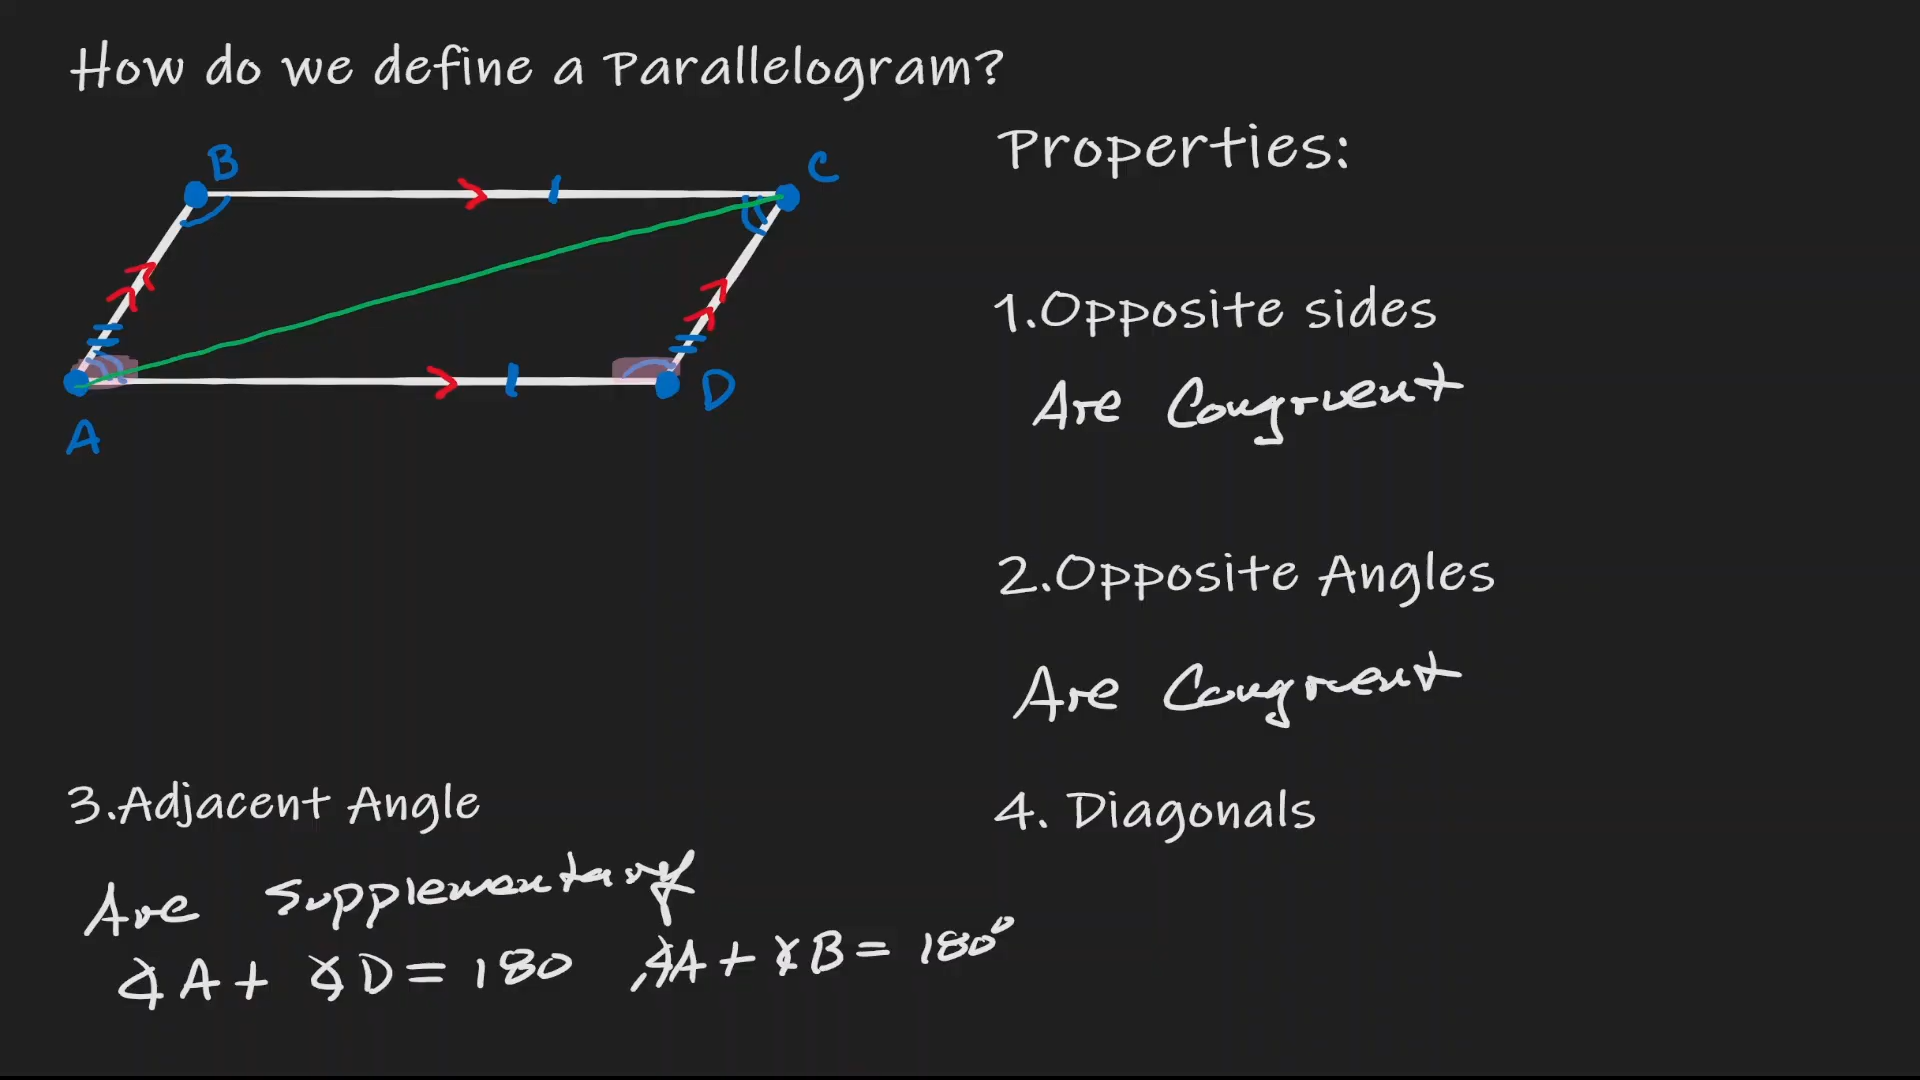 How do we define a Parallelogram?
Properties:
B
C
A
D
1.Opposite sides
Are Congruent
2.Opposite Angles
Are Congruent
3.Adjacent Angle
Are supplementary
∡A+ ∡D=180 ∡A+∡B= 180°
4. Diagonals